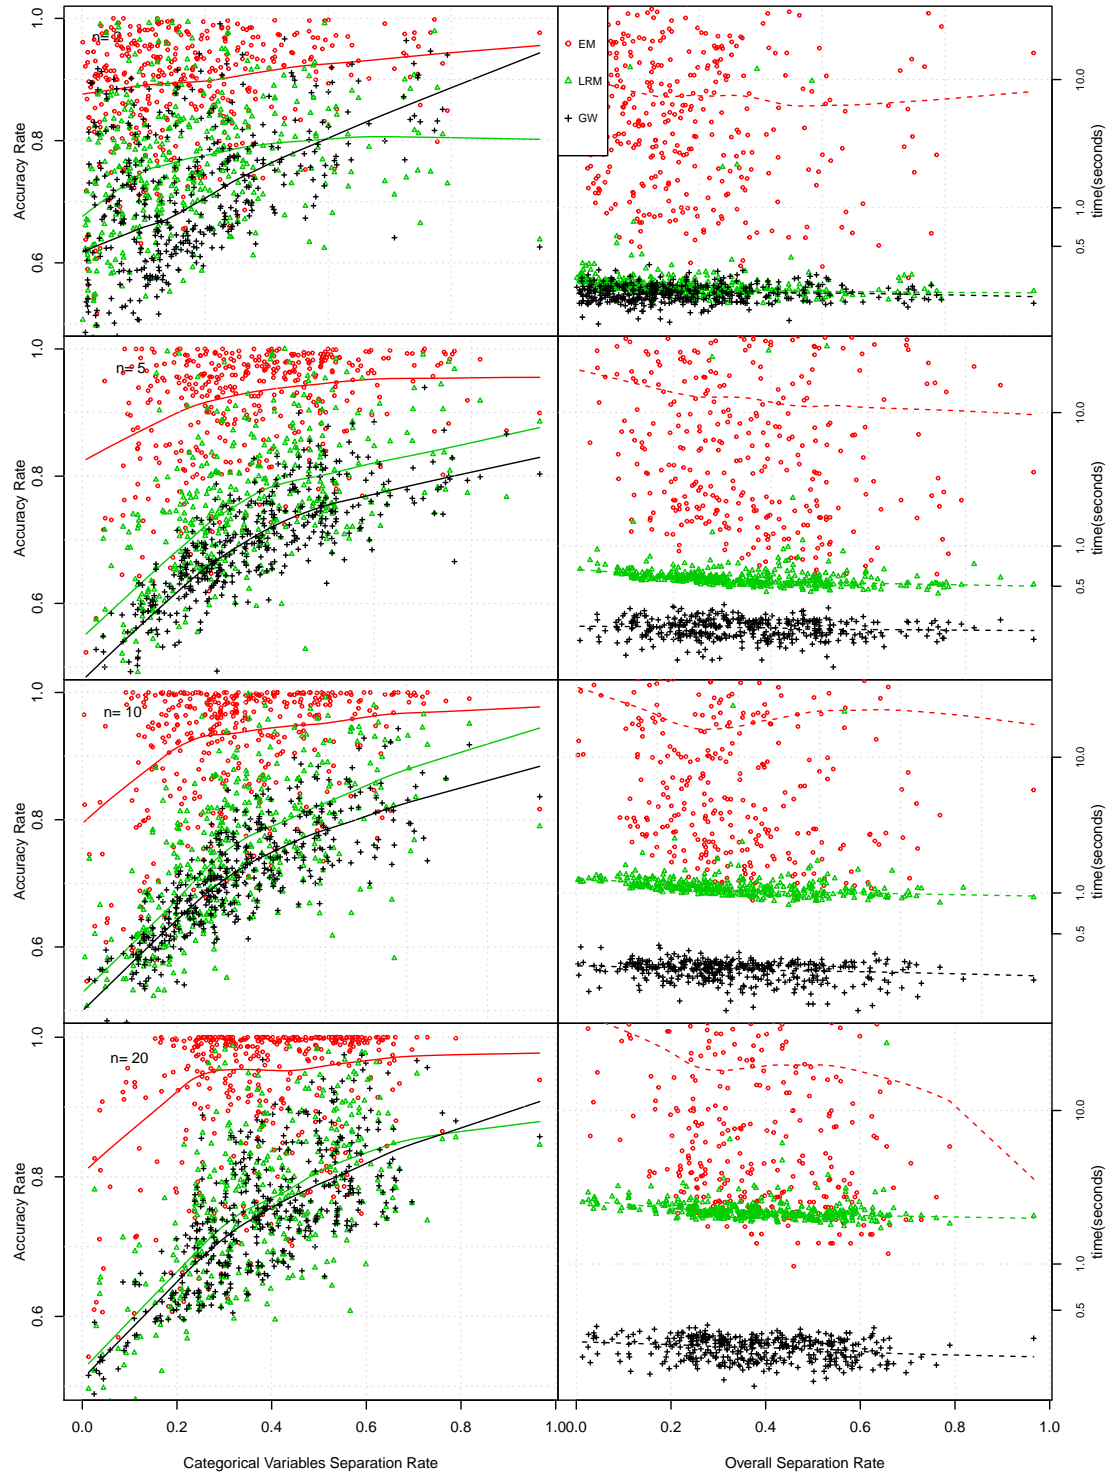 1.0
n= 2
0.8
0.6
Accuracy Rate
EM
LRM
GW
10.0
1.0
0.5
time(seconds)
1.0
n= 5
0.8
0.6
Accuracy Rate
10.0
1.0
0.5
time(seconds)
1.0
n= 10
0.8
0.6
Accuracy Rate
10.0
1.0
0.5
time(seconds)
1.0
n= 20
0.8
0.6
Accuracy Rate
10.0
1.0
0.5
time(seconds)
0.0 0.2 0.4 0.6 0.8 1.0
0.0 0.2 0.4 0.6 0.8 1.0
Categorical Variables Separation Rate
Overall Separation Rate